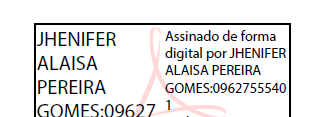 JHENIFER
ALAISA
PEREIRA
GOMES:09627
Assinado de forma
digital por JHENIFER
ALAISA PEREIRA
GOMES:0962755540
1